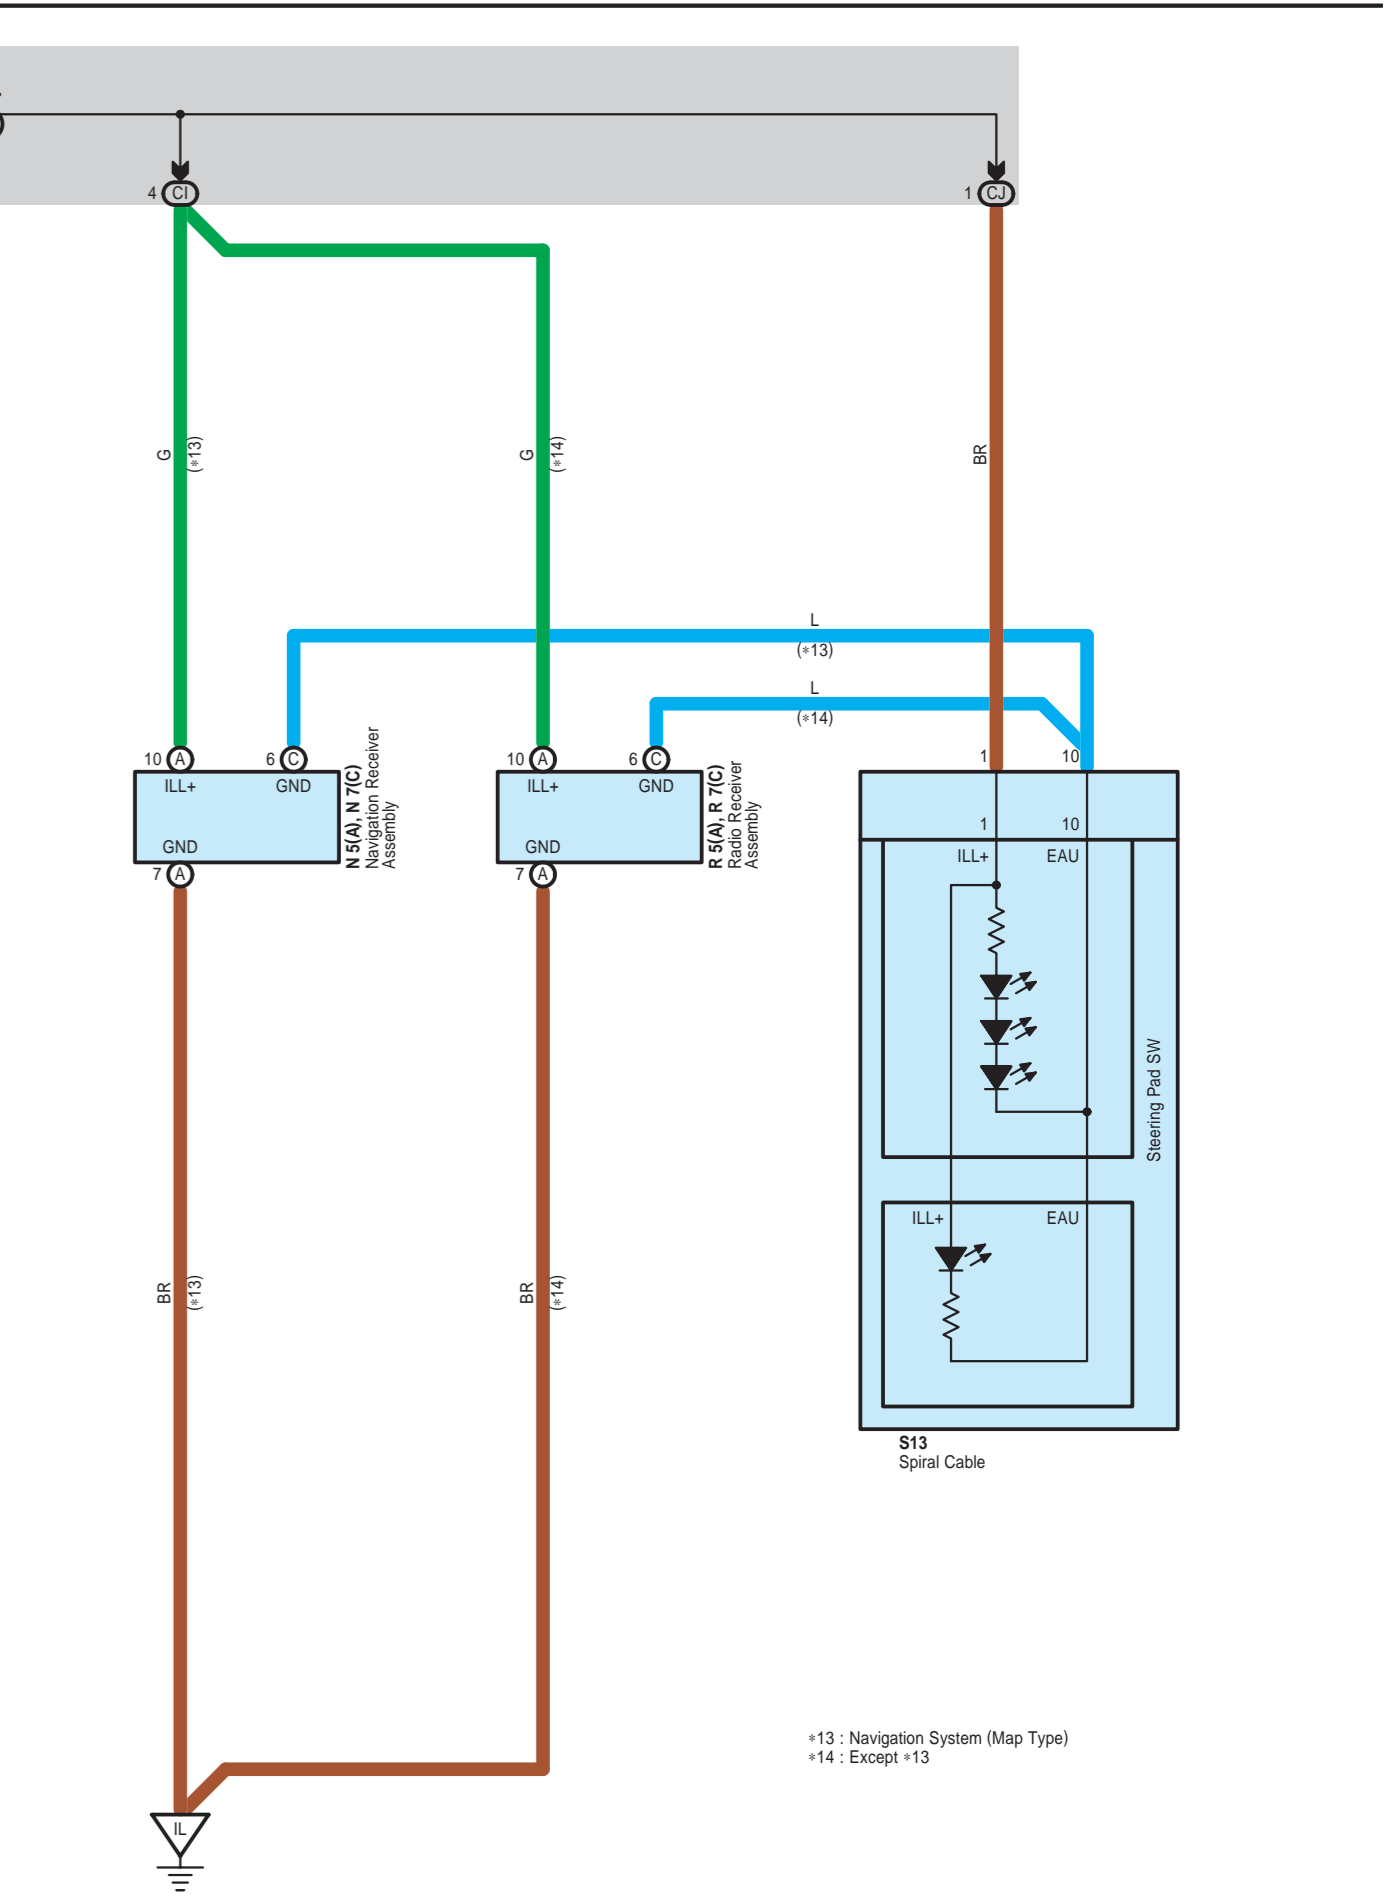 4 CI
1 CJ
G
(*13)
G
(*14)
BR
L
(*13)
L
(*14)
10 A
6 C
10 A
6 C
1
10
ILL+
GND
GND
N 5(A), N 7(C)
Navigation Receiver
Assembly
ILL+
GND
GND
R 5(A), R 7(C)
Radio Receiver
Assembly
1
10
ILL+
EAU
7 A
7 A
Steering Pad SW
ILL+
EAU
BR
(*13)
BR
(*14)
S13
Spiral Cable
*13 : Navigation System (Map Type)
*14 : Except *13
IL